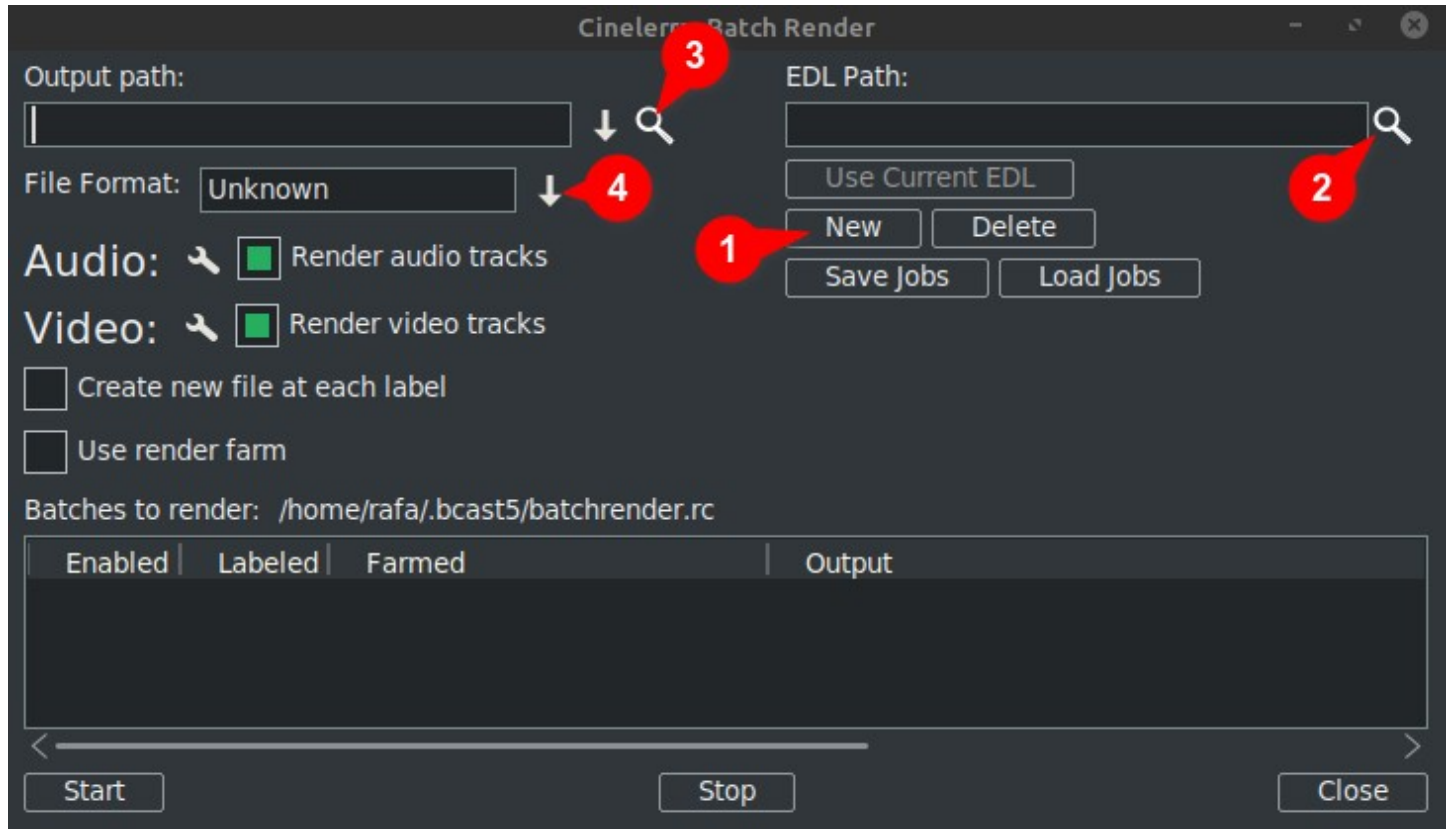 Cinelerra: Batch Render
3
Output path:
EDL Path:
2
File Format:
Unknown
4
Use Current EDL
1
New
Delete
Audio:
Render audio tracks
Save Jobs
Load Jobs
Video:
Render video tracks
Create new file at each label
Use render farm
Batches to render: /home/rafa/.bcast5/batchrender.rc
Enabled
Labeled
Farmed
Output
Start
Stop
Close